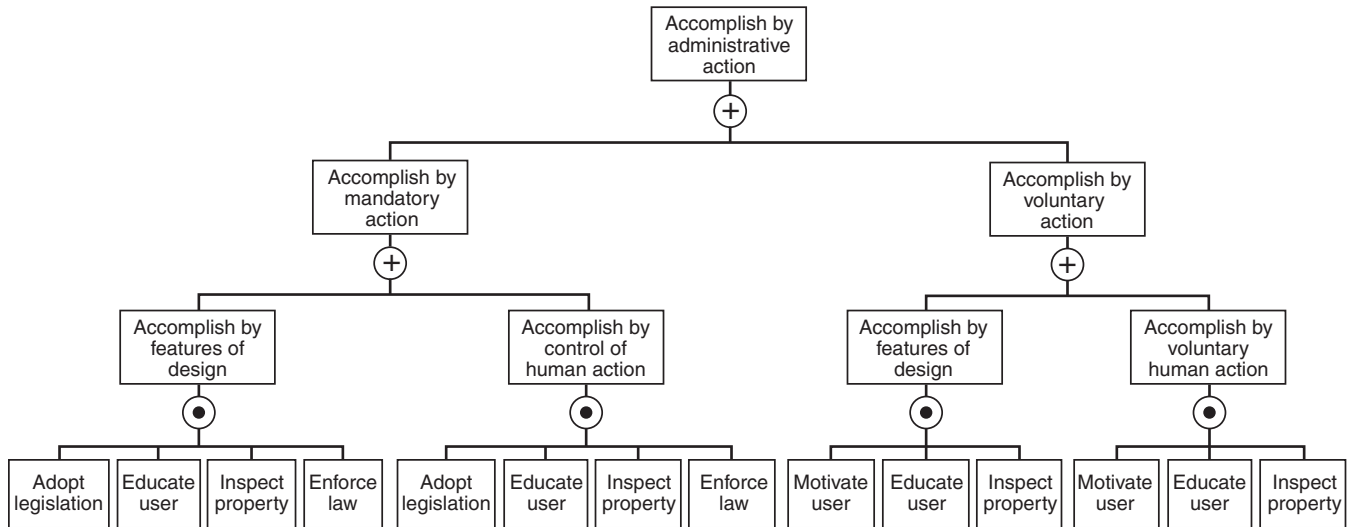 Accomplish by
administrative
action
+
Accomplish by
mandatory
action
Accomplish by
voluntary
action
+
+
Accomplish by
features of
design
Accomplish by
control of
human action
Accomplish by
features of
design
Accomplish by
voluntary
human action
Adopt
legislation
Educate
user
Inspect
property
Enforce
law
Adopt
legislation
Educate
user
Inspect
property
Enforce
law
Motivate
user
Educate
user
Inspect
property
Motivate
user
Educate
user
Inspect
property